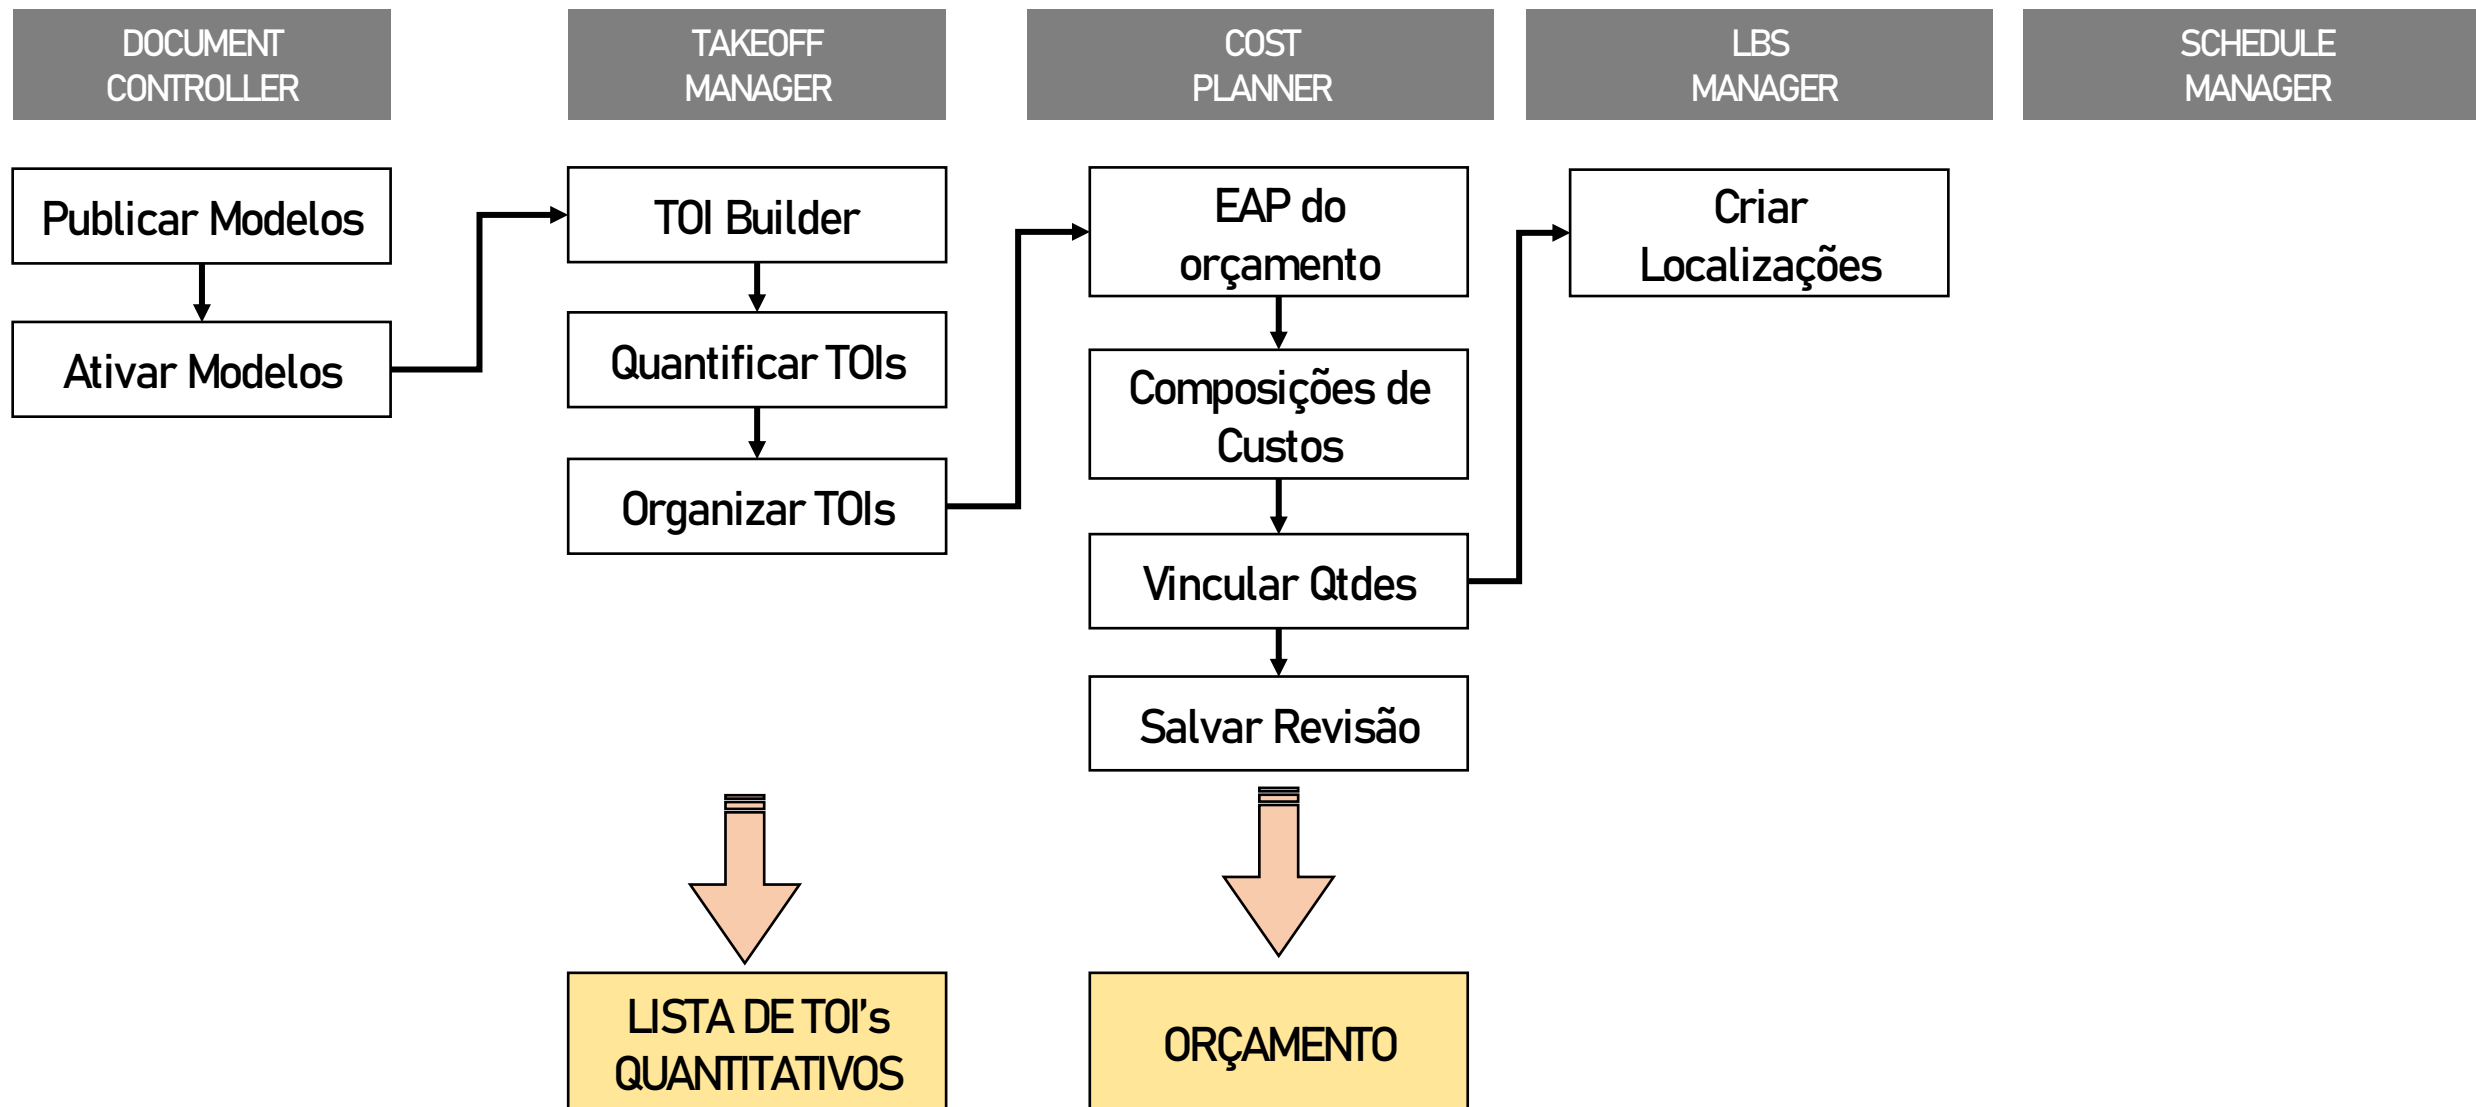 DOCUMENT
CONTROLLER
TAKEOFF
MANAGER
COST
PLANNER
LBS
MANAGER
SCHEDULE
MANAGER
Publicar Modelos
Ativar Modelos
TOI Builder
Quantificar TOIs
Organizar TOIs
EAP do
orçamento
Composições de
Custos
Vincular Qtdes
Salvar Revisão
Criar
Localizações
LISTA DE TOI's
QUANTITATIVOS
ORÇAMENTO